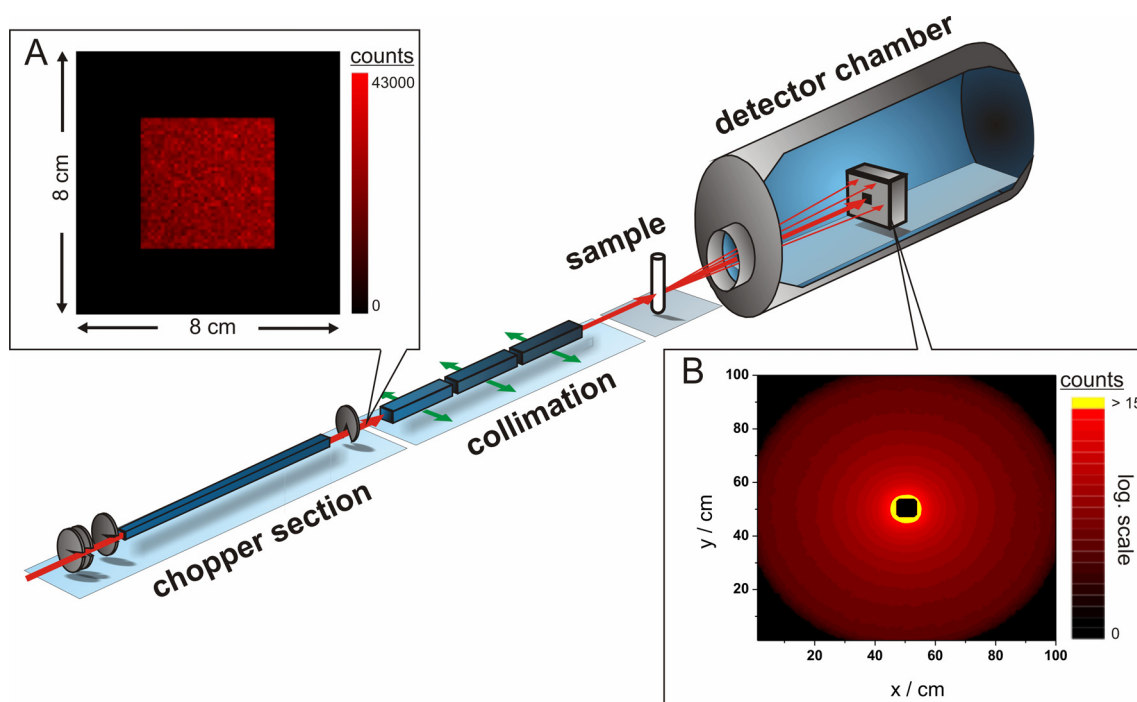 A
counts
43000
0
8 cm
8 cm
detector chamber
sample
collimation
chopper section
B
counts
> 15
log. scale
0
100
80
60
40
20
y / cm
20 40 60 80 100
x / cm